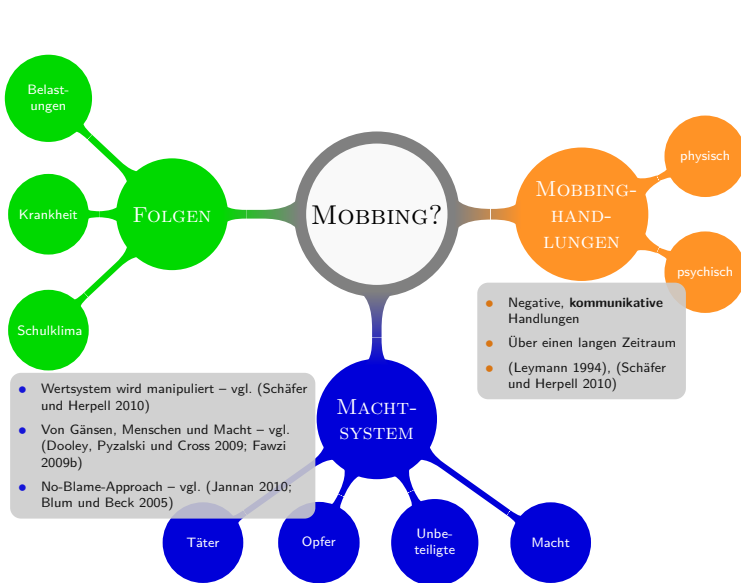 Belast-
ungen
Krankheit
Schulklima
FOLGEN
MOBBING?
MOBBING-
HAND-
LUNGEN
physisch
psychisch
Negative, kommunikative
Handlungen
Über einen langen Zeitraum
(Leymann 1994), (Schäfer
und Herpell 2010)
Wertsystem wird manipuliert – vgl. (Schäfer
und Herpell 2010)
Von Gänsen, Menschen und Macht – vgl.
(Dooley, Pyzalski und Cross 2009; Fawzi
2009b)
No-Blame-Approach – vgl. (Jannan 2010;
Blum und Beck 2005)
MACHT-
SYSTEM
Täter
Opfer
Unbe-
teiligte
Macht